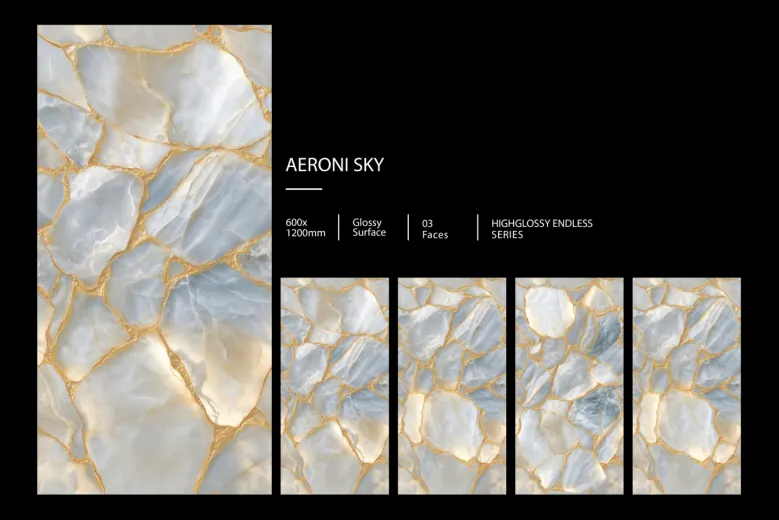 AERONI SKY
600x
1200mm
Glossy
Surface
03
Faces
HIGHGLOSSY ENDLESS
SERIES